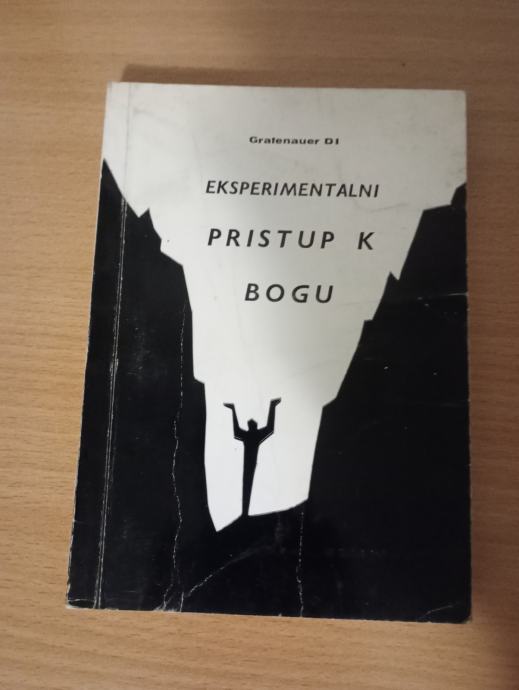 Grafenauer DI
EKSPERIMENTALNI
PRISTUP K
BOGU